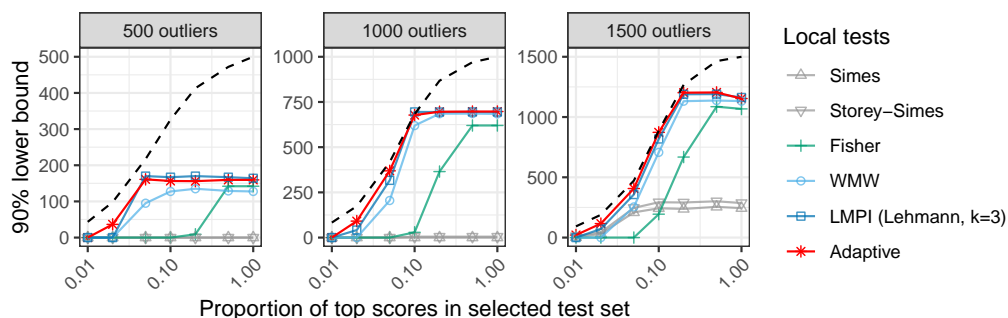 500 outliers
1000 outliers
1500 outliers
90% lower bound
500
400
300
200
100
0
1000
750
500
250
0
1500
1000
500
0
0.01
0.10
1.00
0.01
0.10
1.00
0.01
0.10
1.00
Proportion of top scores in selected test set
Local tests
Simes
Storey−Simes
Fisher
WMW
LMPI (Lehmann, k=3)
Adaptive